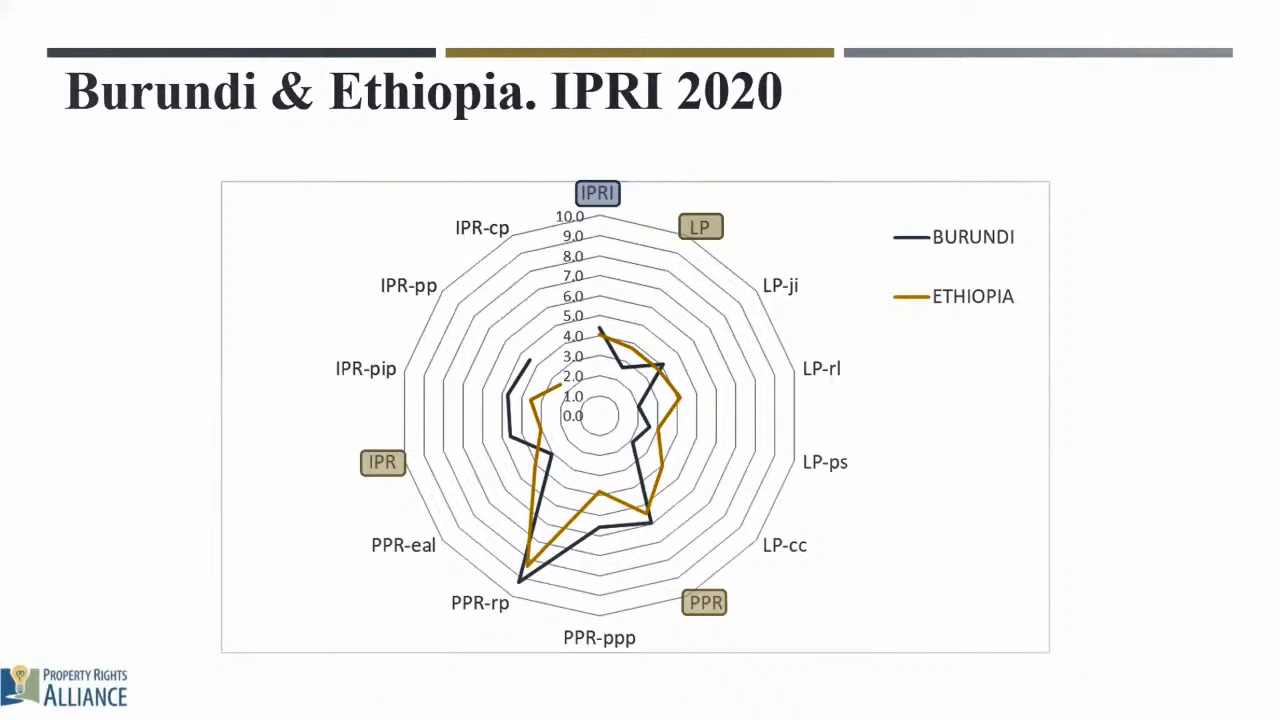 Burundi & Ethiopia. IPRI 2020
IPRI
LP
LP-ji
LP-rl
LP-ps
LP-cc
PPR
PPR-ppp
PPR-rp
PPR-eal
IPR
IPR-pip
IPR-pp
IPR-cp
10.0
9.0
8.0
7.0
6.0
5.0
4.0
3.0
2.0
1.0
0.0
BURUNDI
ETHIOPIA
PROPERTY RIGHTS
ALLIANCE